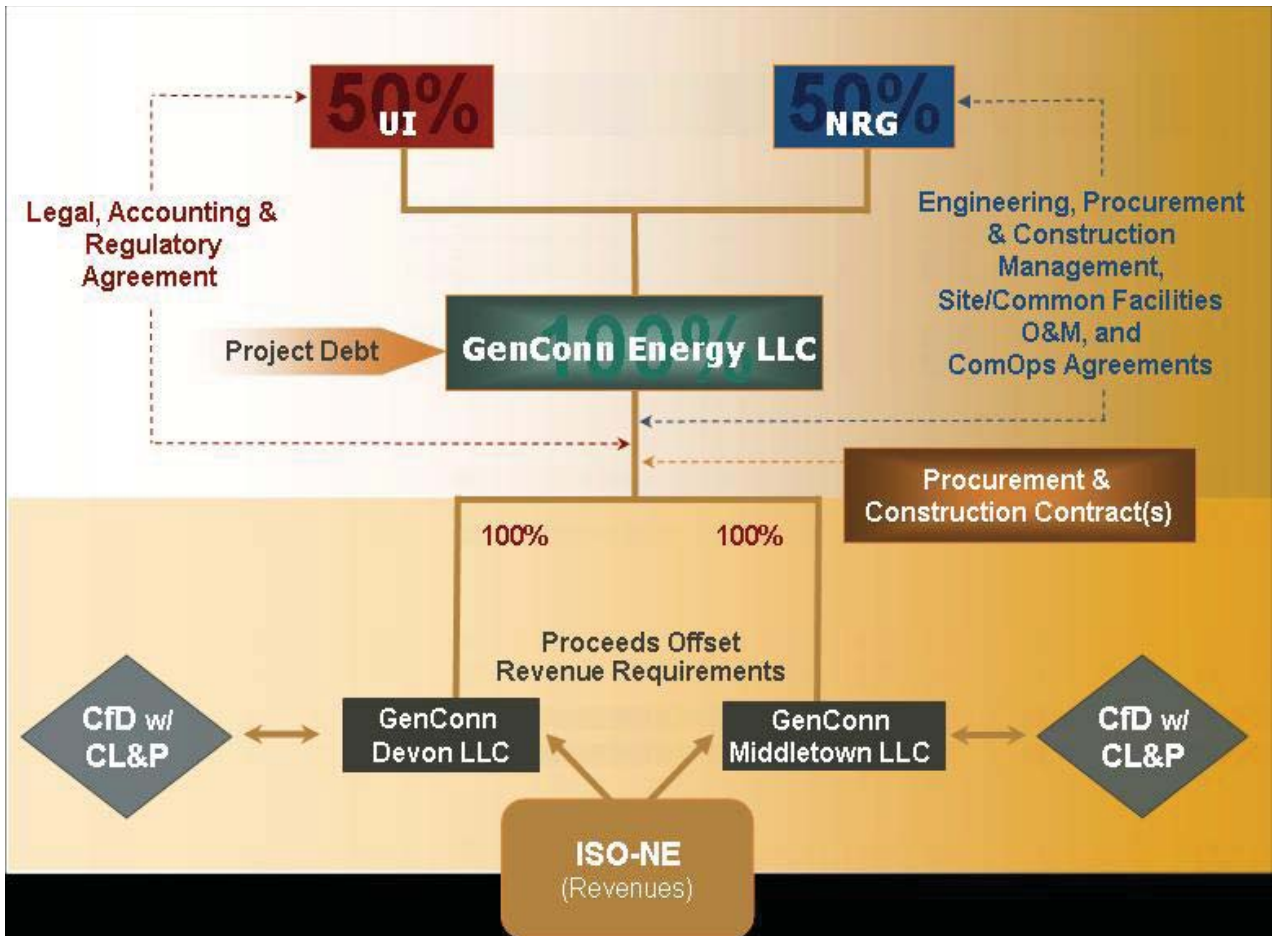 50%
UI
50%
NRG
Legal, Accounting &
Regulatory
Agreement
Engineering, Procurement
& Construction
Management,
Site/Common Facilities
O&M, and
ComOps Agreements
Project Debt
100%
GenConn Energy LLC
Procurement &
Construction Contract(s)
100%
100%
Proceeds Offset
Revenue Requirements
CfD w/
CL&P
GenConn
Devon LLC
GenConn
Middletown LLC
CfD w/
CL&P
ISO-NE
(Revenues)